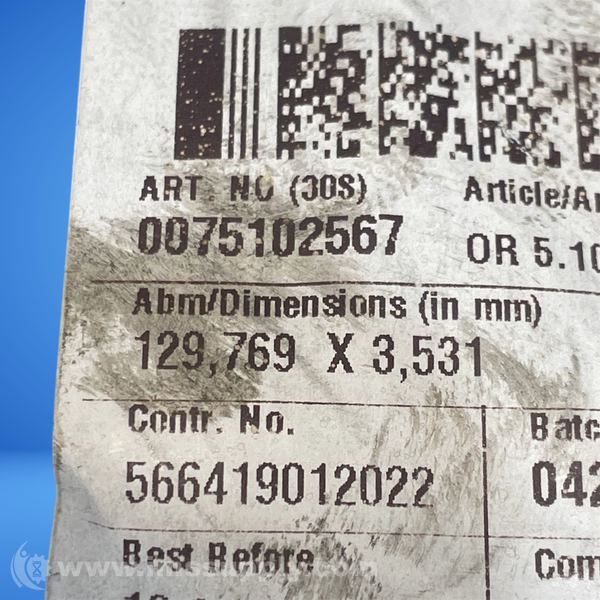 ART. NO (30S) Article/Ar
0075102567 OR 5.10
Abm/Dimensions (in mm)
129,769 X 3,531
Contr. No. Batc
566419012022 042
Best Before Com